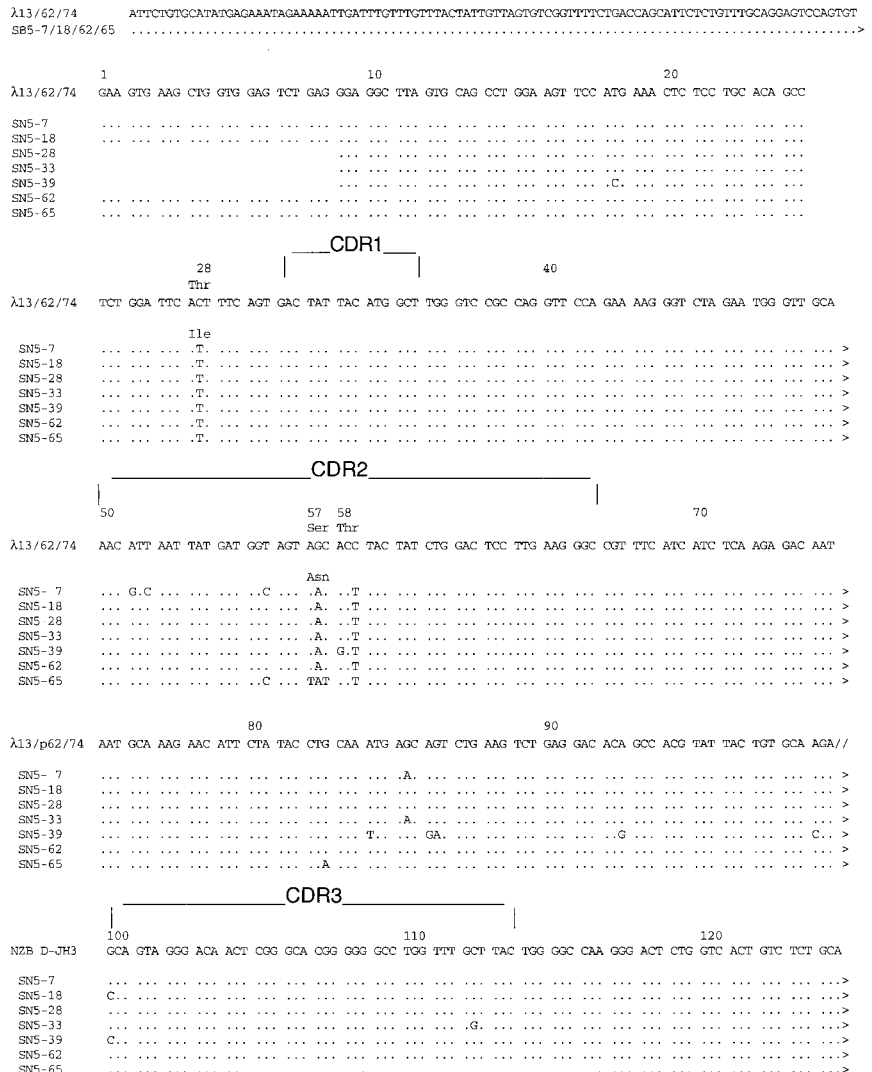 λ13/62/74 ATTCTGTGCATATGAGAAATAGAAAAATTGATTTGTTTGTTTACTATTGTTAGTGTCGGTTTTCTGACCAGCATTCTCTGTTTGCAGGAGTCCAGTGT
SB5-7/18/62/65 ..................................................................................................>
1 10 20
λ13/62/74 GAA GTG AAG CTG GTG GAG TCT GAG GGA GGC TTA GTG CAG CCT GGA AGT TCC ATG AAA CTC TCC TGC ACA GCC
SN5-7 ... ... ... ... ... ... ... ... ... ... ... ... ... ... ... ... ... ... ... ... ... ... ... ...
SN5-18 ... ... ... ... ... ... ... ... ... ... ... ... ... ... ... ... ... ... ... ... ... ... ... ...
SN5-28 ... ... ... ... ... ... ... ... ... ... ... ... ... ... ... ...
SN5-33 ... ... ... ... ... ... ... ... ... ... ... ... ... ... ... ...
SN5-39 ... ... ... ... ... ... ... ... ... .C. ... ... ... ... ... ...
SN5-62 ... ... ... ... ... ... ... ... ... ... ... ... ... ... ... ... ... ... ... ... ... ... ... ...
SN5-65 ... ... ... ... ... ... ... ... ... ... ... ... ... ... ... ... ... ... ... ... ... ... ... ...
CDR1
28 40
Thr
λ13/62/74 TCT GGA TTC ACT TTC AGT GAC TAT TAC ATG GCT TGG GTC CGC CAG GTT CCA GAA AAG GGT CTA GAA TGG GTT GCA
Ile
SN5-7 ... ... ... .T. ... ... ... ... ... ... ... ... ... ... ... ... ... ... ... ... ... ... ... ... ... >
SN5-18 ... ... ... .T. ... ... ... ... ... ... ... ... ... ... ... ... ... ... ... ... ... ... ... ... ... >
SN5-28 ... ... ... .T. ... ... ... ... ... ... ... ... ... ... ... ... ... ... ... ... ... ... ... ... ... >
SN5-33 ... ... ... .T. ... ... ... ... ... ... ... ... ... ... ... ... ... ... ... ... ... ... ... ... ... >
SN5-39 ... ... ... .T. ... ... ... ... ... ... ... ... ... ... ... ... ... ... ... ... ... ... ... ... ... >
SN5-62 ... ... ... .T. ... ... ... ... ... ... ... ... ... ... ... ... ... ... ... ... ... ... ... ... ... >
SN5-65 ... ... ... .T. ... ... ... ... ... ... ... ... ... ... ... ... ... ... ... ... ... ... ... ... ... >
CDR2
50 57 58 70
Ser Thr
λ13/62/74 AAC ATT AAT TAT GAT GGT AGT AGC ACC TAC TAT CTG GAC TCC TTG AAG GGC CGT TTC ATC ATC TCA AGA GAC AAT
Asn
SN5- 7 ... G.C ... ... ... ..C ... .A. ..T ... ... ... ... ... ... ... ... ... ... ... ... ... ... ... ... >
SN5-18 ... ... ... ... ... ... ... .A. ..T ... ... ... ... ... ... ... ... ... ... ... ... ... ... ... ... >
SN5-28 ... ... ... ... ... ... ... .A. ..T ... ... ... ... ... ... ... ... ... ... ... ... ... ... ... ... >
SN5-33 ... ... ... ... ... ... ... .A. ..T ... ... ... ... ... ... ... ... ... ... ... ... ... ... ... ... >
SN5-39 ... ... ... ... ... ... ... .A. G.T ... ... ... ... ... ... ... ... ... ... ... ... ... ... ... ... >
SN5-62 ... ... ... ... ... ... ... .A. ..T ... ... ... ... ... ... ... ... ... ... ... ... ... ... ... ... >
SN5-65 ... ... ... ... ... ..C ... TAT ..T ... ... ... ... ... ... ... ... ... ... ... ... ... ... ... ... >
80 90
λ13/p62/74 AAT GCA AAG AAC ATT CTA TAC CTG CAA ATG AGC AGT CTG AAG TCT GAG GAC ACA GCC ACG TAT TAC TGT GCA AGA//
SN5- 7 ... ... ... ... ... ... ... ... ... ... .A. ... ... ... ... ... ... ... ... ... ... ... ... ... ... >
SN5-18 ... ... ... ... ... ... ... ... ... ... ... ... ... ... ... ... ... ... ... ... ... ... ... ... ... >
SN5-28 ... ... ... ... ... ... ... ... ... ... ... ... ... ... ... ... ... ... ... ... ... ... ... ... ... >
SN5-33 ... ... ... ... ... ... ... ... ... ... .A. ... ... ... ... ... ... ... ... ... ... ... ... ... ... >
SN5-39 ... ... ... ... ... ... ... ... ... T.. ... GA. ... ... ... ... ... ..G ... ... ... ... ... ... C.. >
SN5-62 ... ... ... ... ... ... ... ... ... ... ... ... ... ... ... ... ... ... ... ... ... ... ... ... ... >
SN5-65 ... ... ... ... ... ... ... ..A ... ... ... ... ... ... ... ... ... ... ... ... ... ... ... ... ... >
CDR3
100 110 120
NZB D-JH3 GCA GTA GGG ACA ACT CGG GCA CGG GGG GCC TGG TTT GCT TAC TGG GGC CAA GGG ACT CTG GTC ACT GTC TCT GCA
SN5-7 ... ... ... ... ... ... ... ... ... ... ... ... ... ... ... ... ... ... ... ... ... ... ... ... ...>
SN5-18 C.. ... ... ... ... ... ... ... ... ... ... ... ... ... ... ... ... ... ... ... ... ... ... ... ...>
SN5-28 ... ... ... ... ... ... ... ... ... ... ... ... ... ... ... ... ... ... ... ... ... ... ... ... ...>
SN5-33 ... ... ... ... ... ... ... ... ... ... ... ... .G. ... ... ... ... ... ... ... ... ... ... ... ...>
SN5-39 C.. ... ... ... ... ... ... ... ... ... ... ... ... ... ... ... ... ... ... ... ... ... ... ... ...>
SN5-62 ... ... ... ... ... ... ... ... ... ... ... ... ... ... ... ... ... ... ... ... ... ... ... ... ...>
SN5-65 ... ... ... ... ... ... ... ... ... ... ... ... ... ... ... ... ... ... ... ... ... ... ... ... ...>